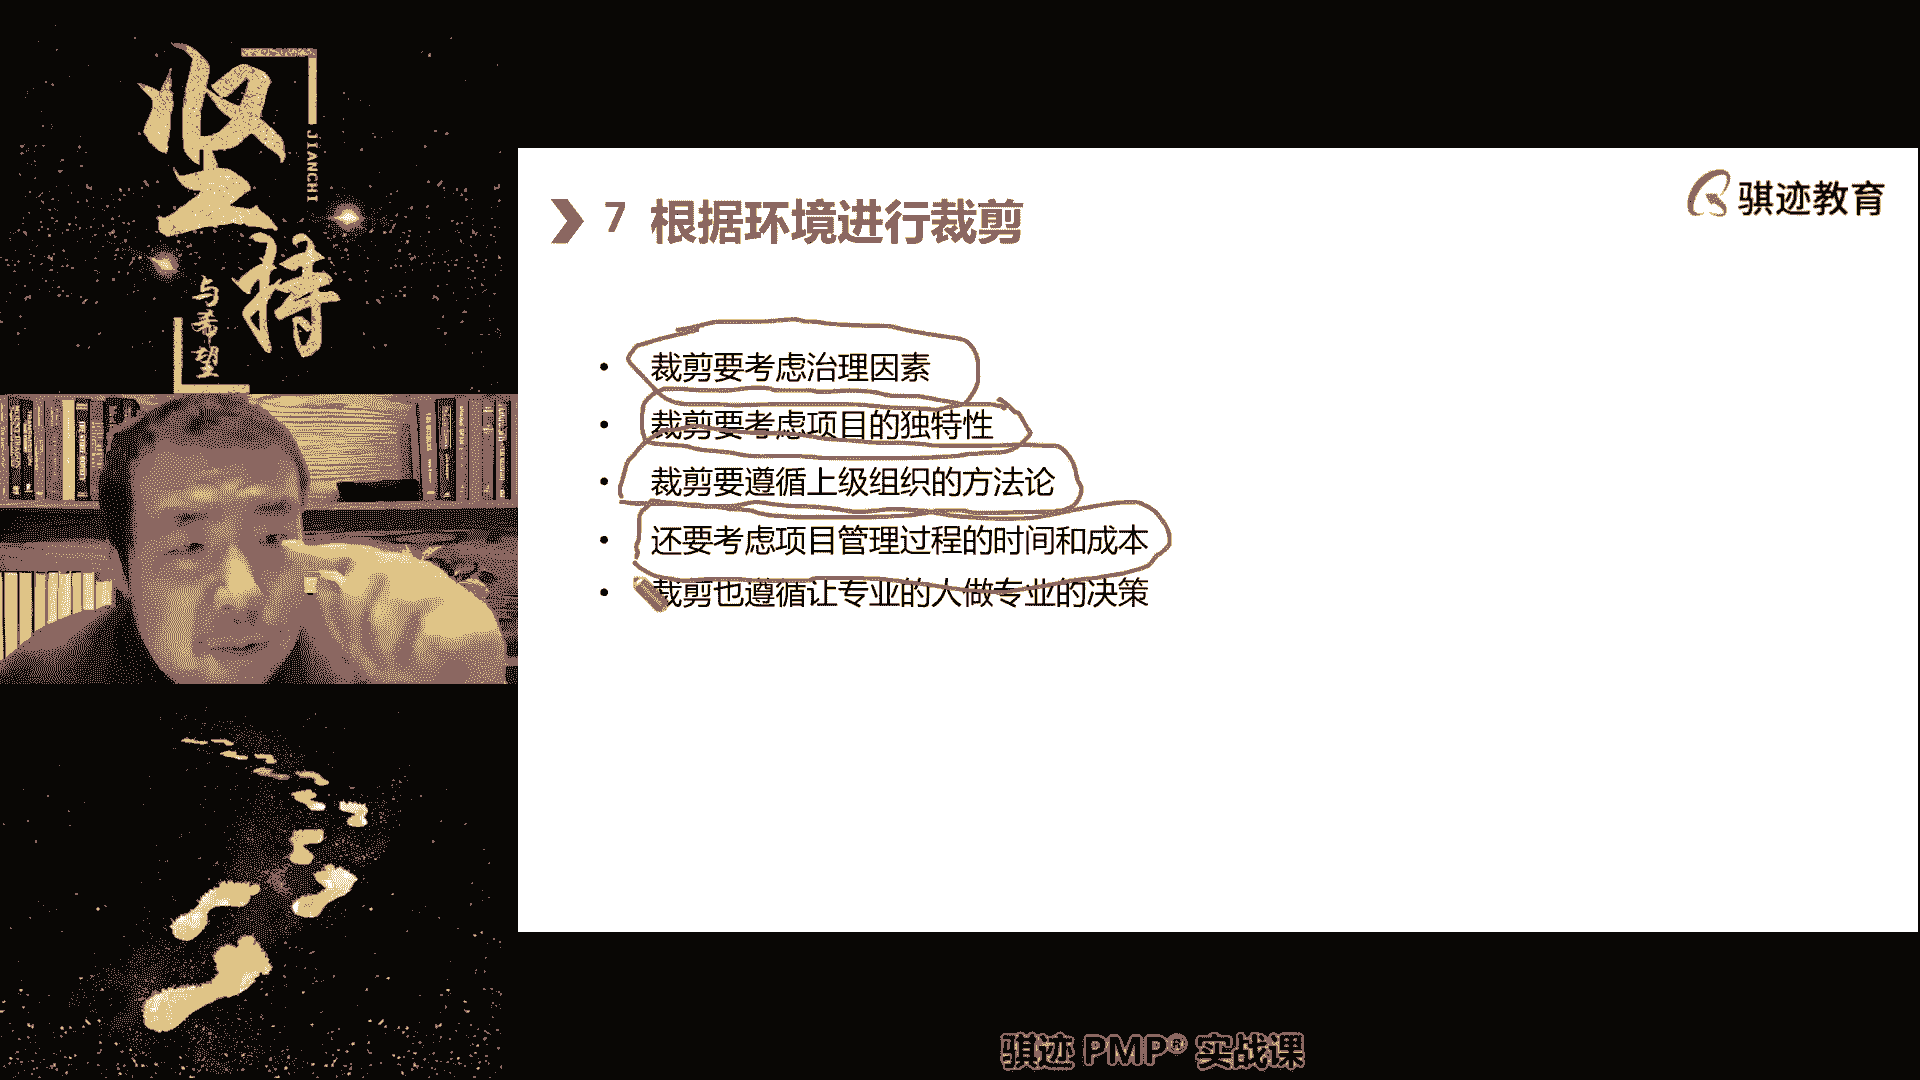 坚持
JIANCHI
与希望
7 根据环境进行裁剪
骐迹教育
• 裁剪要考虑治理因素
• 裁剪要考虑项目的独特性
• 裁剪要遵循上级组织的方法论
• 还要考虑项目管理过程的时间和成本
• 裁剪也遵循让专业的人做专业的决策
骐迹 PMP® 实战课